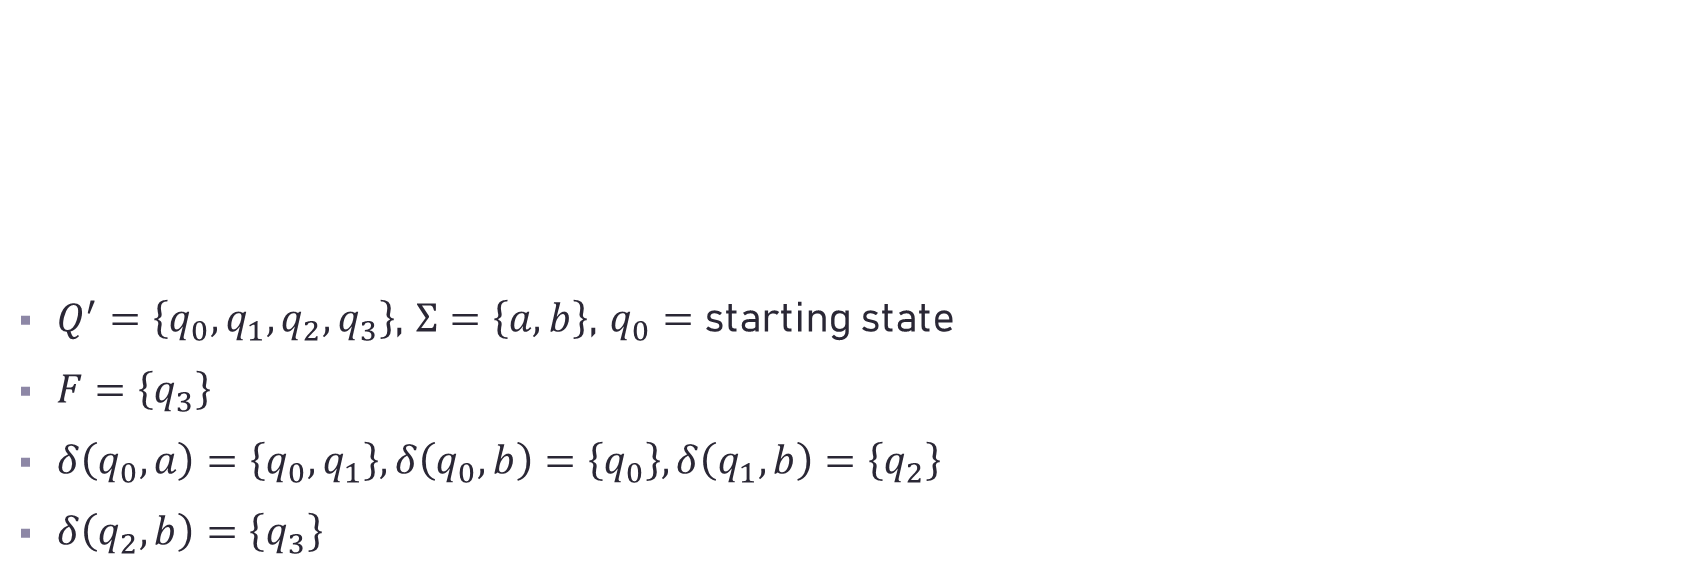 ▪ 𝑄′ = {𝑞₀, 𝑞₁, 𝑞₂, 𝑞₃}, Σ = {𝑎, 𝑏}, 𝑞₀ = starting state
▪ 𝐹 = {𝑞₃}
▪ 𝛿(𝑞₀, 𝑎) = {𝑞₀, 𝑞₁}, 𝛿(𝑞₀, 𝑏) = {𝑞₀}, 𝛿(𝑞₁, 𝑏) = {𝑞₂}
▪ 𝛿(𝑞₂, 𝑏) = {𝑞₃}